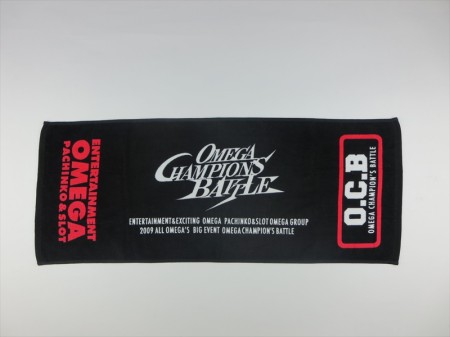 ENTERTAINMENT
OMEGA
PACHINKO & SLOT
OMEGA
CHAMPION'S
BATTLE
ENTERTAINMENT&EXCITING OMEGA PACHINKO&SLOT OMEGA GROUP
2009 ALL OMEGA'S BIG EVENT OMEGA CHAMPION'S BATTLE
O.C.B
OMEGA CHAMPION'S BATTLE